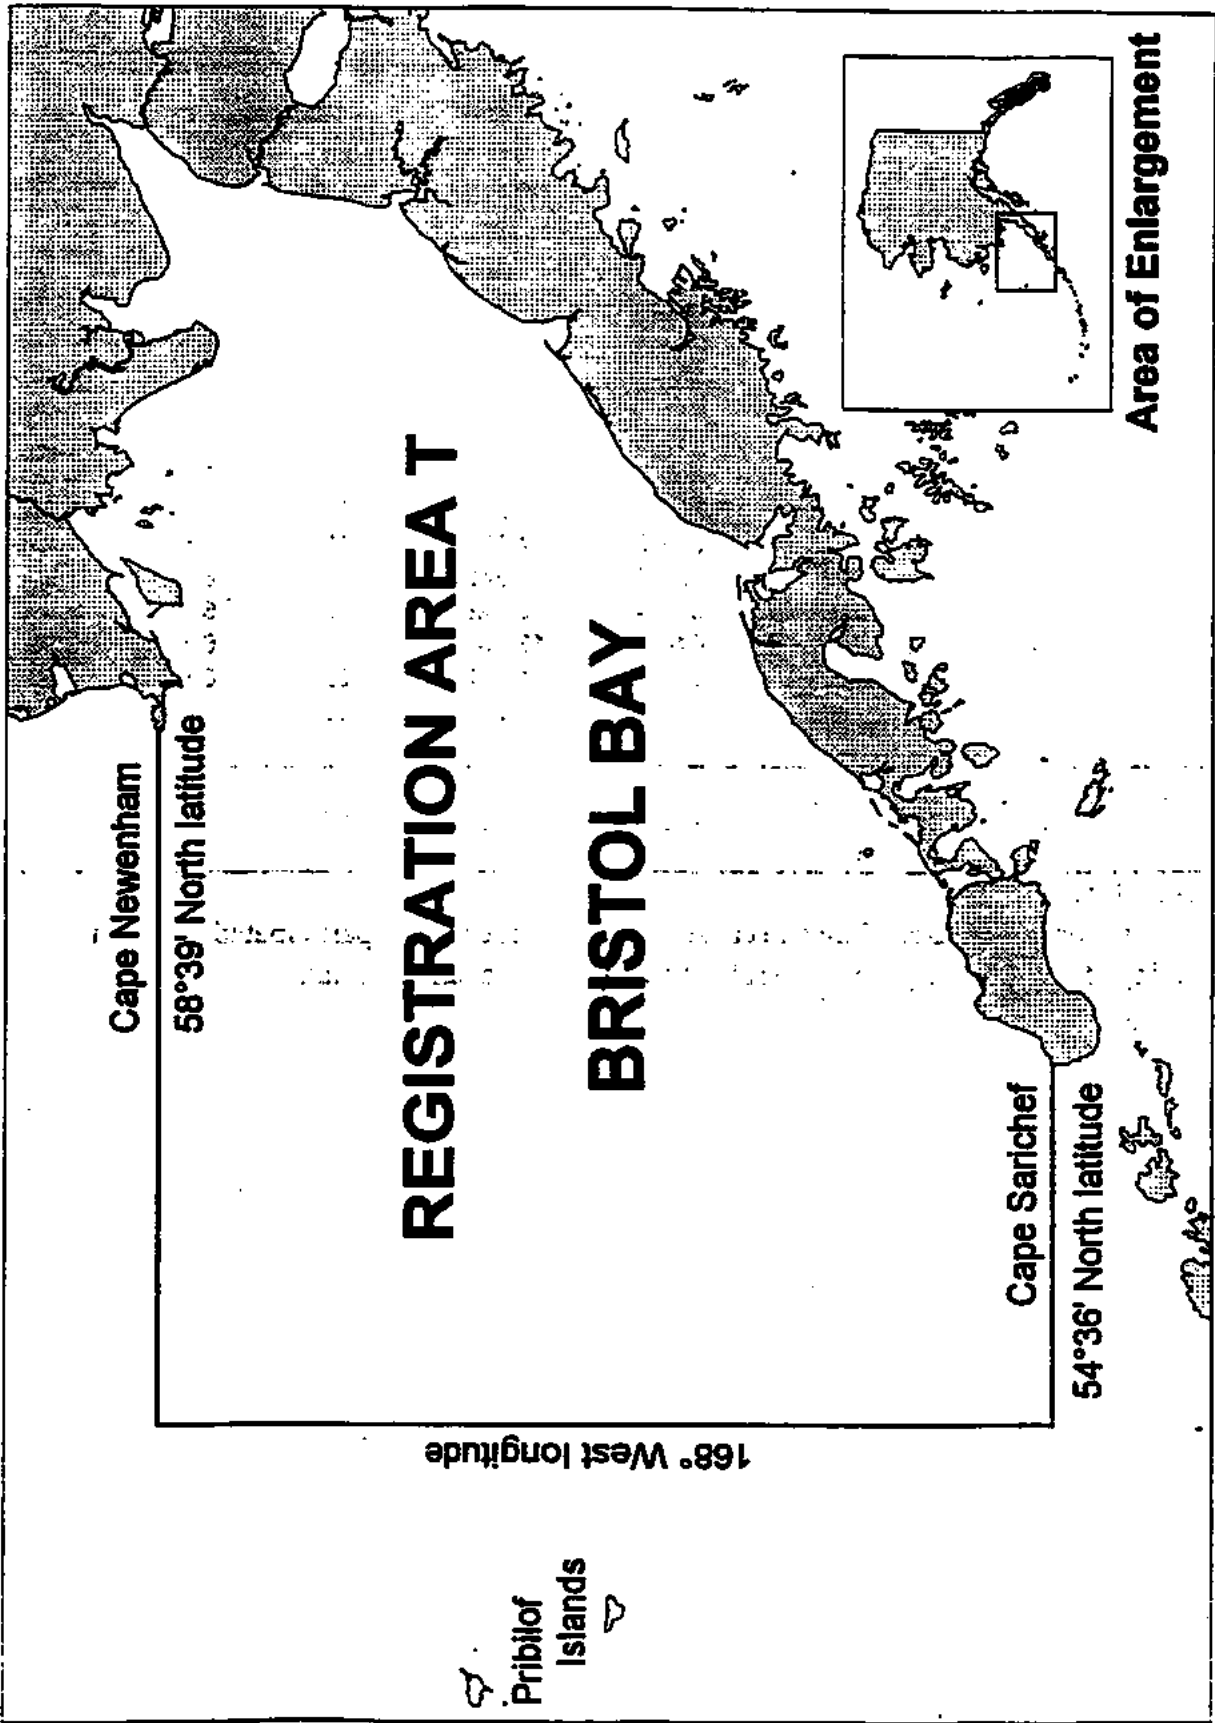 Cape Newenham
58°39' North latitude
REGISTRATION AREA T
BRISTOL BAY
168° West longitude
Pribilof
Islands
Cape Sarichef
54°36' North latitude
Area of Enlargement